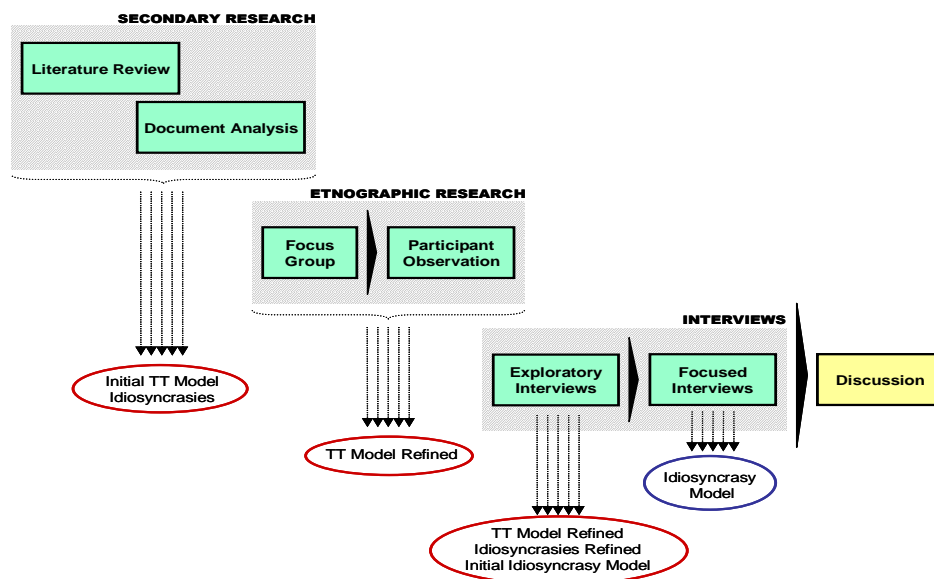 SECONDARY RESEARCH
Literature Review
Document Analysis
ETNOGRAPHIC RESEARCH
Focus
Group
Participant
Observation
INTERVIEWS
Exploratory
Interviews
Focused
Interviews
Discussion
Initial TT Model
Idiosyncrasies
TT Model Refined
Idiosyncrasy
Model
TT Model Refined
Idiosyncrasies Refined
Initial Idiosyncrasy Model